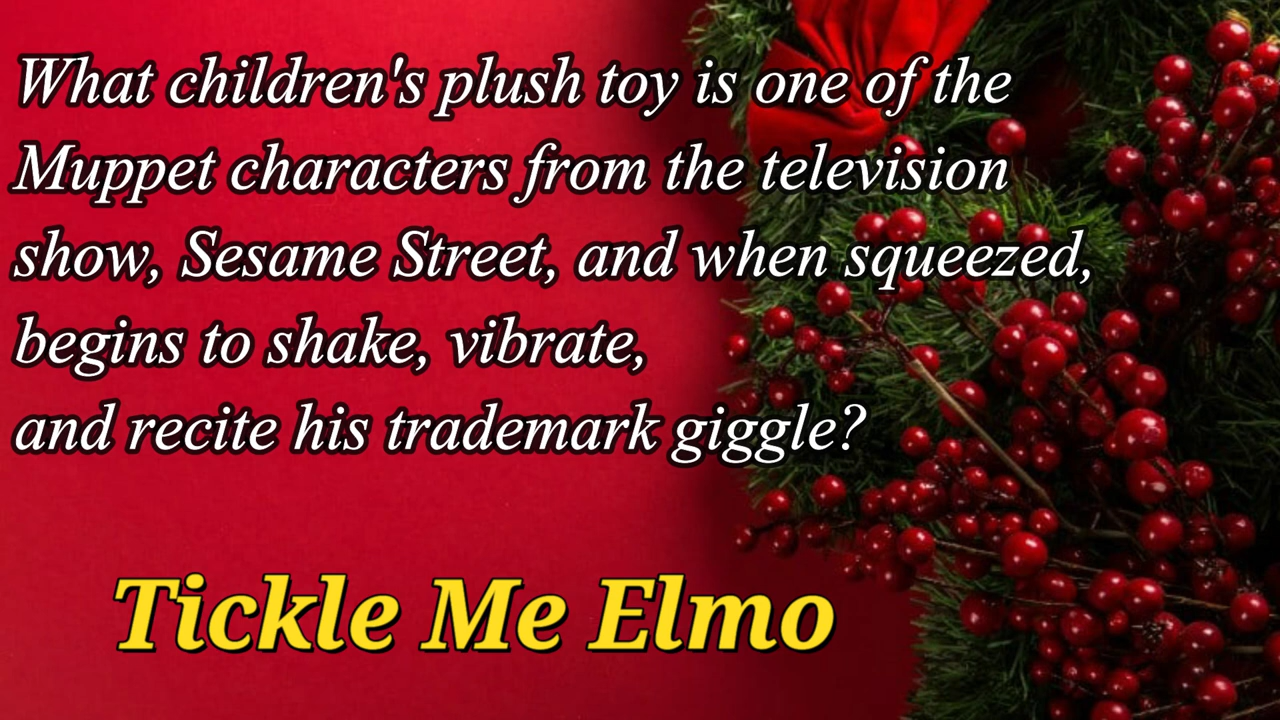 What children's plush toy is one of the
Muppet characters from the television
show, Sesame Street, and when squeezed,
begins to shake, vibrate,
and recite his trademark giggle?
Tickle Me Elmo